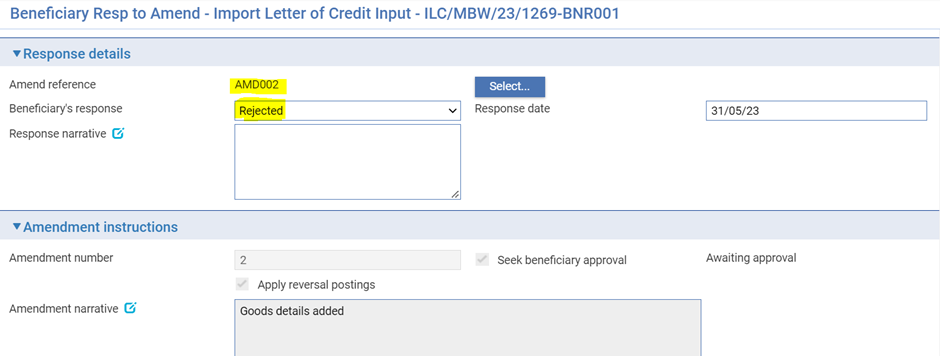 Beneficiary Resp to Amend - Import Letter of Credit Input - ILC/MBW/23/1269-BNR001
Response details
Amend reference AMD002 Select...
Beneficiary's response Rejected Response date 31/05/23
Response narrative
Amendment instructions
Amendment number 2 Seek beneficiary approval Awaiting approval
Apply reversal postings
Amendment narrative Goods details added